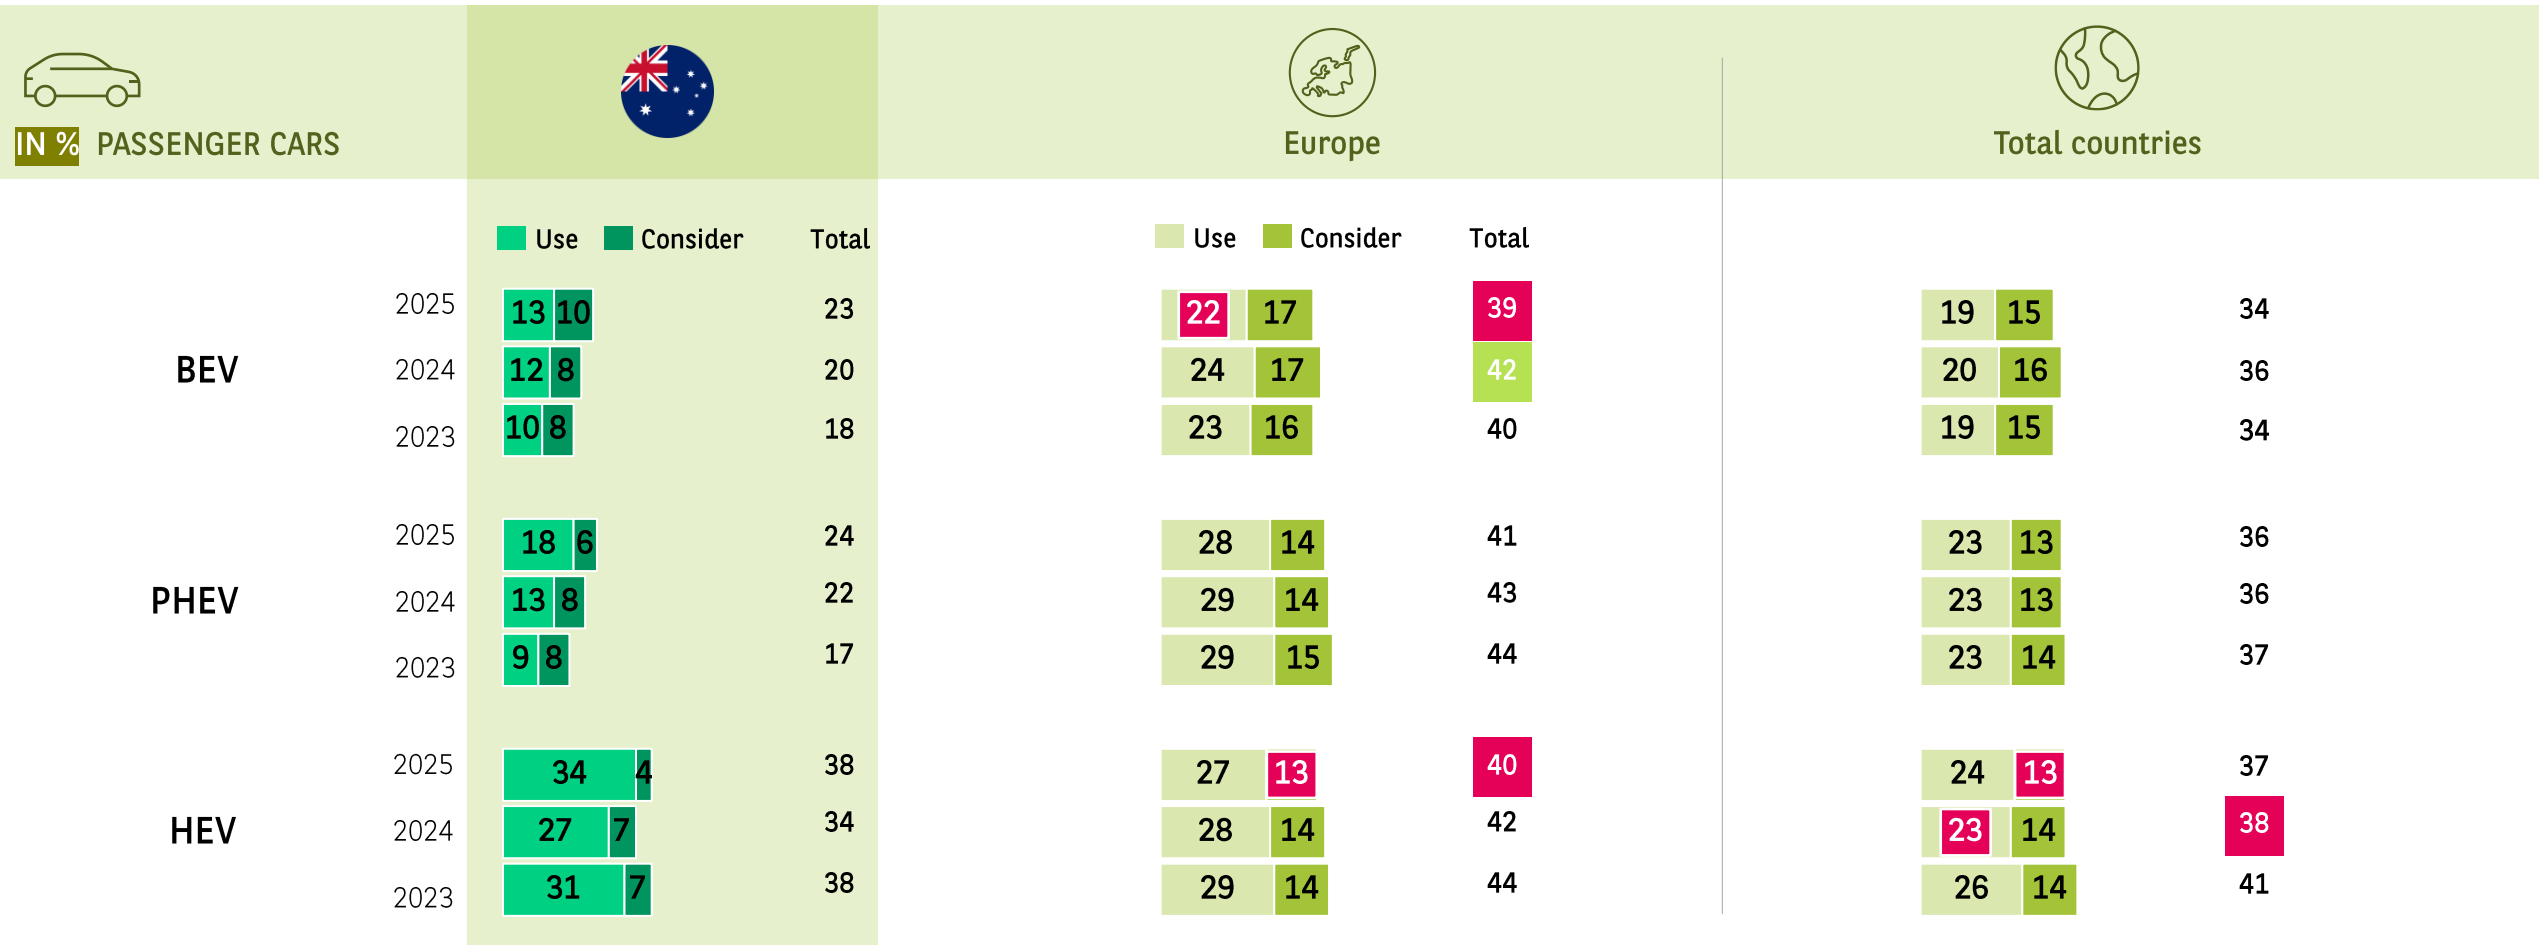 IN % PASSENGER CARS
Europe
Total countries
Use Consider Total
Use Consider Total
BEV
2025 13 10 23 22 17 39 19 15 34
2024 12 8 20 24 17 42 20 16 36
2023 10 8 18 23 16 40 19 15 34
PHEV
2025 18 6 24 28 14 41 23 13 36
2024 13 8 22 29 14 43 23 13 36
2023 9 8 17 29 15 44 23 14 37
HEV
2025 34 4 38 27 13 40 24 13 37
2024 27 7 34 28 14 42 23 14 38
2023 31 7 38 29 14 44 26 14 41